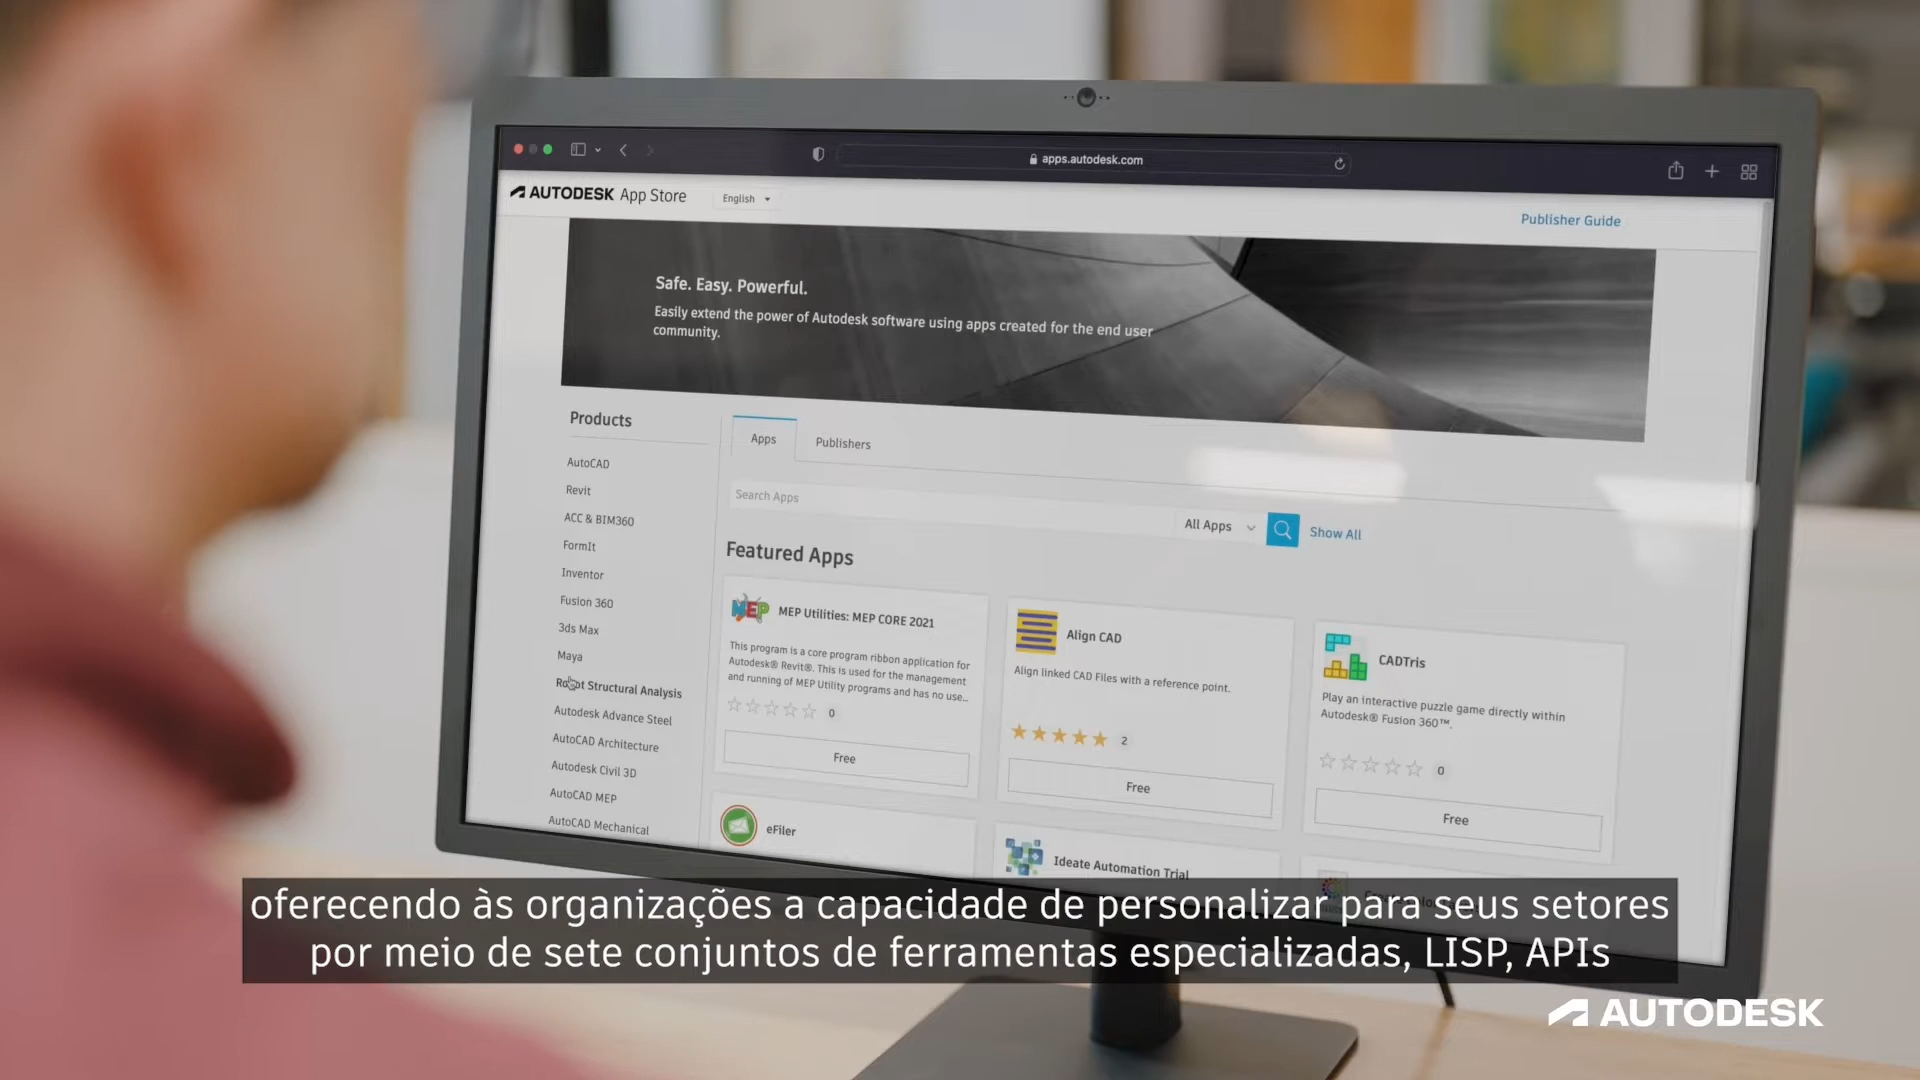 apps.autodesk.com
AUTODESK App Store
English
Publisher Guide
Safe. Easy. Powerful.
Easily extend the power of Autodesk software using apps created for the end user
community.
Products
AutoCAD
Revit
ACC & BIM360
FormIt
Inventor
Fusion 360
3ds Max
Maya
Structural Analysis
Autodesk Advance Steel
AutoCAD Architecture
Autodesk Civil 3D
AutoCAD MEP
AutoCAD Mechanical
Apps
Publishers
Search Apps
All Apps
Show All
Featured Apps
MEP
MEP Utilities: MEP CORE 2021
This program is a core program ribbon application for
Autodesk® Revit®. This is used for the management
and running of MEP Utility programs and has no use...
0
Free
Align CAD
Align linked CAD Files with a reference point.
2
Free
CADTris
Play an interactive puzzle game directly within
Autodesk® Fusion 360™.
0
Free
eFiler
Ideate Automation Trial
oferecendo às organizações a capacidade de personalizar para seus setores
por meio de sete conjuntos de ferramentas especializadas, LISP, APIs
AUTODESK